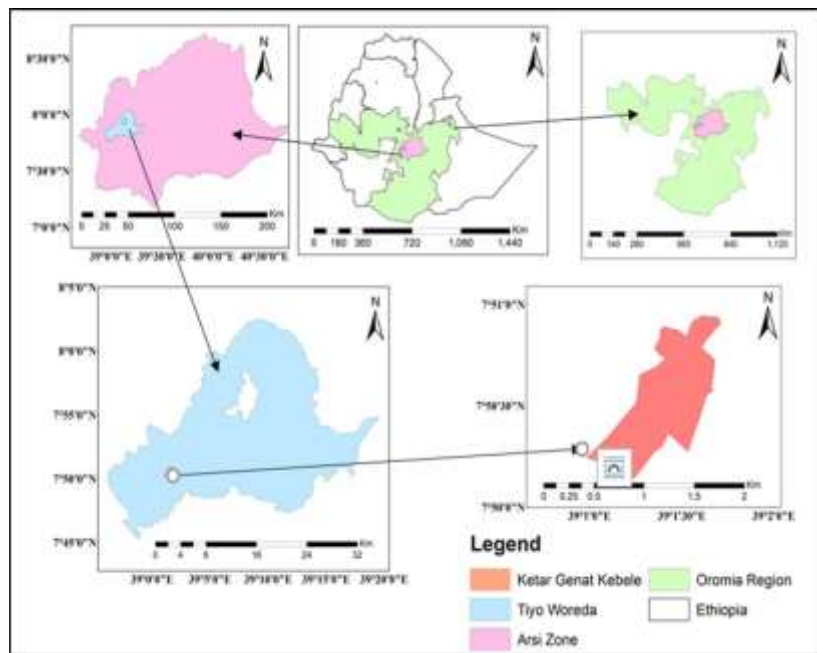 N
8°30'0"N
8°0'0"N
7°30'0"N
7°0'0"N
0 25 50 100 150 200 Km
39°0'0"E 39°30'0"E 40°0'0"E 40°30'0"E
N
0 180 360 720 1,080 1,440 Km
N
0 140 280 840 1,120 Km
8°5'0"N
8°0'0"N
7°55'0"N
7°50'0"N
7°45'0"N
N
0 4 8 16 24 32 Km
39°0'0"E 39°5'0"E 39°10'0"E 39°15'0"E 39°20'0"E
7°51'0"N
7°50'30"N
7°50'0"N
N
0 0.25 0.5 1 1.5 2 Km
39°1'0"E 39°1'30"E 39°2'0"E
Legend
Ketar Genat Kebele
Oromia Region
Tiyo Woreda
Ethiopia
Arsi Zone